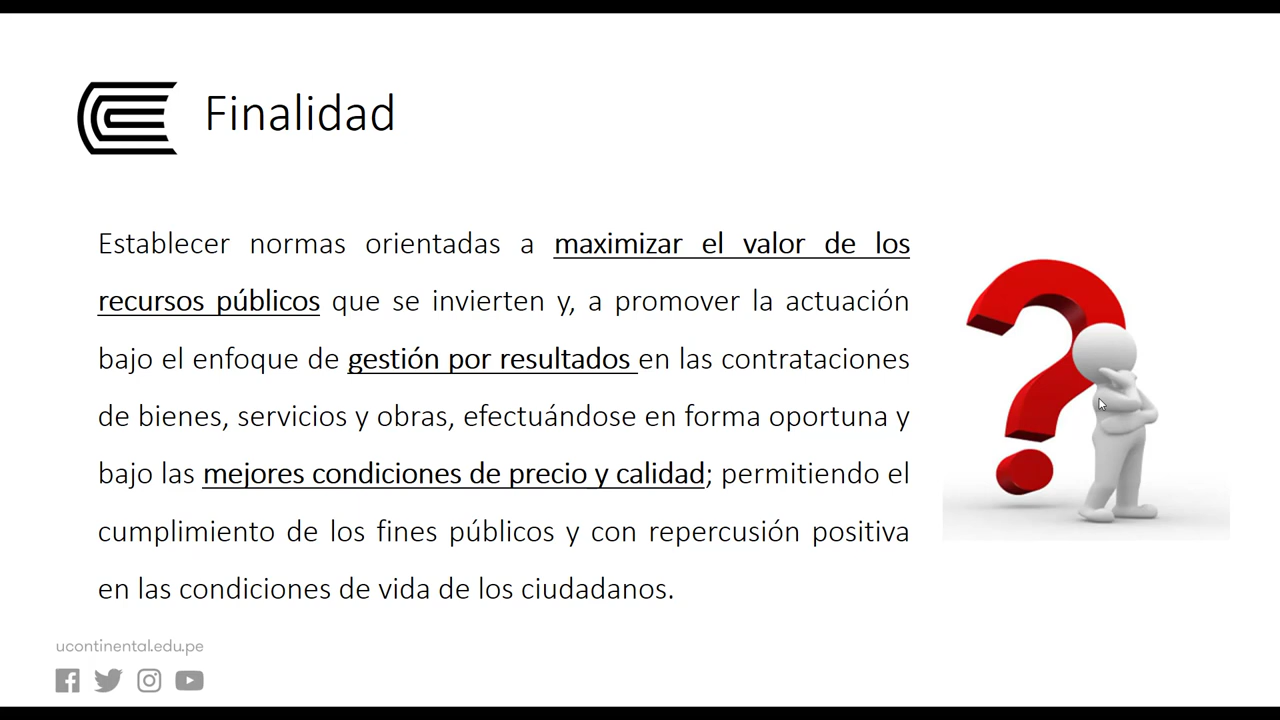 Finalidad
Establecer normas orientadas a maximizar el valor de los
recursos públicos que se invierten y, a promover la actuación
bajo el enfoque de gestión por resultados en las contrataciones
de bienes, servicios y obras, efectuándose en forma oportuna y
bajo las mejores condiciones de precio y calidad; permitiendo el
cumplimiento de los fines públicos y con repercusión positiva
en las condiciones de vida de los ciudadanos.
ucontinental.edu.pe